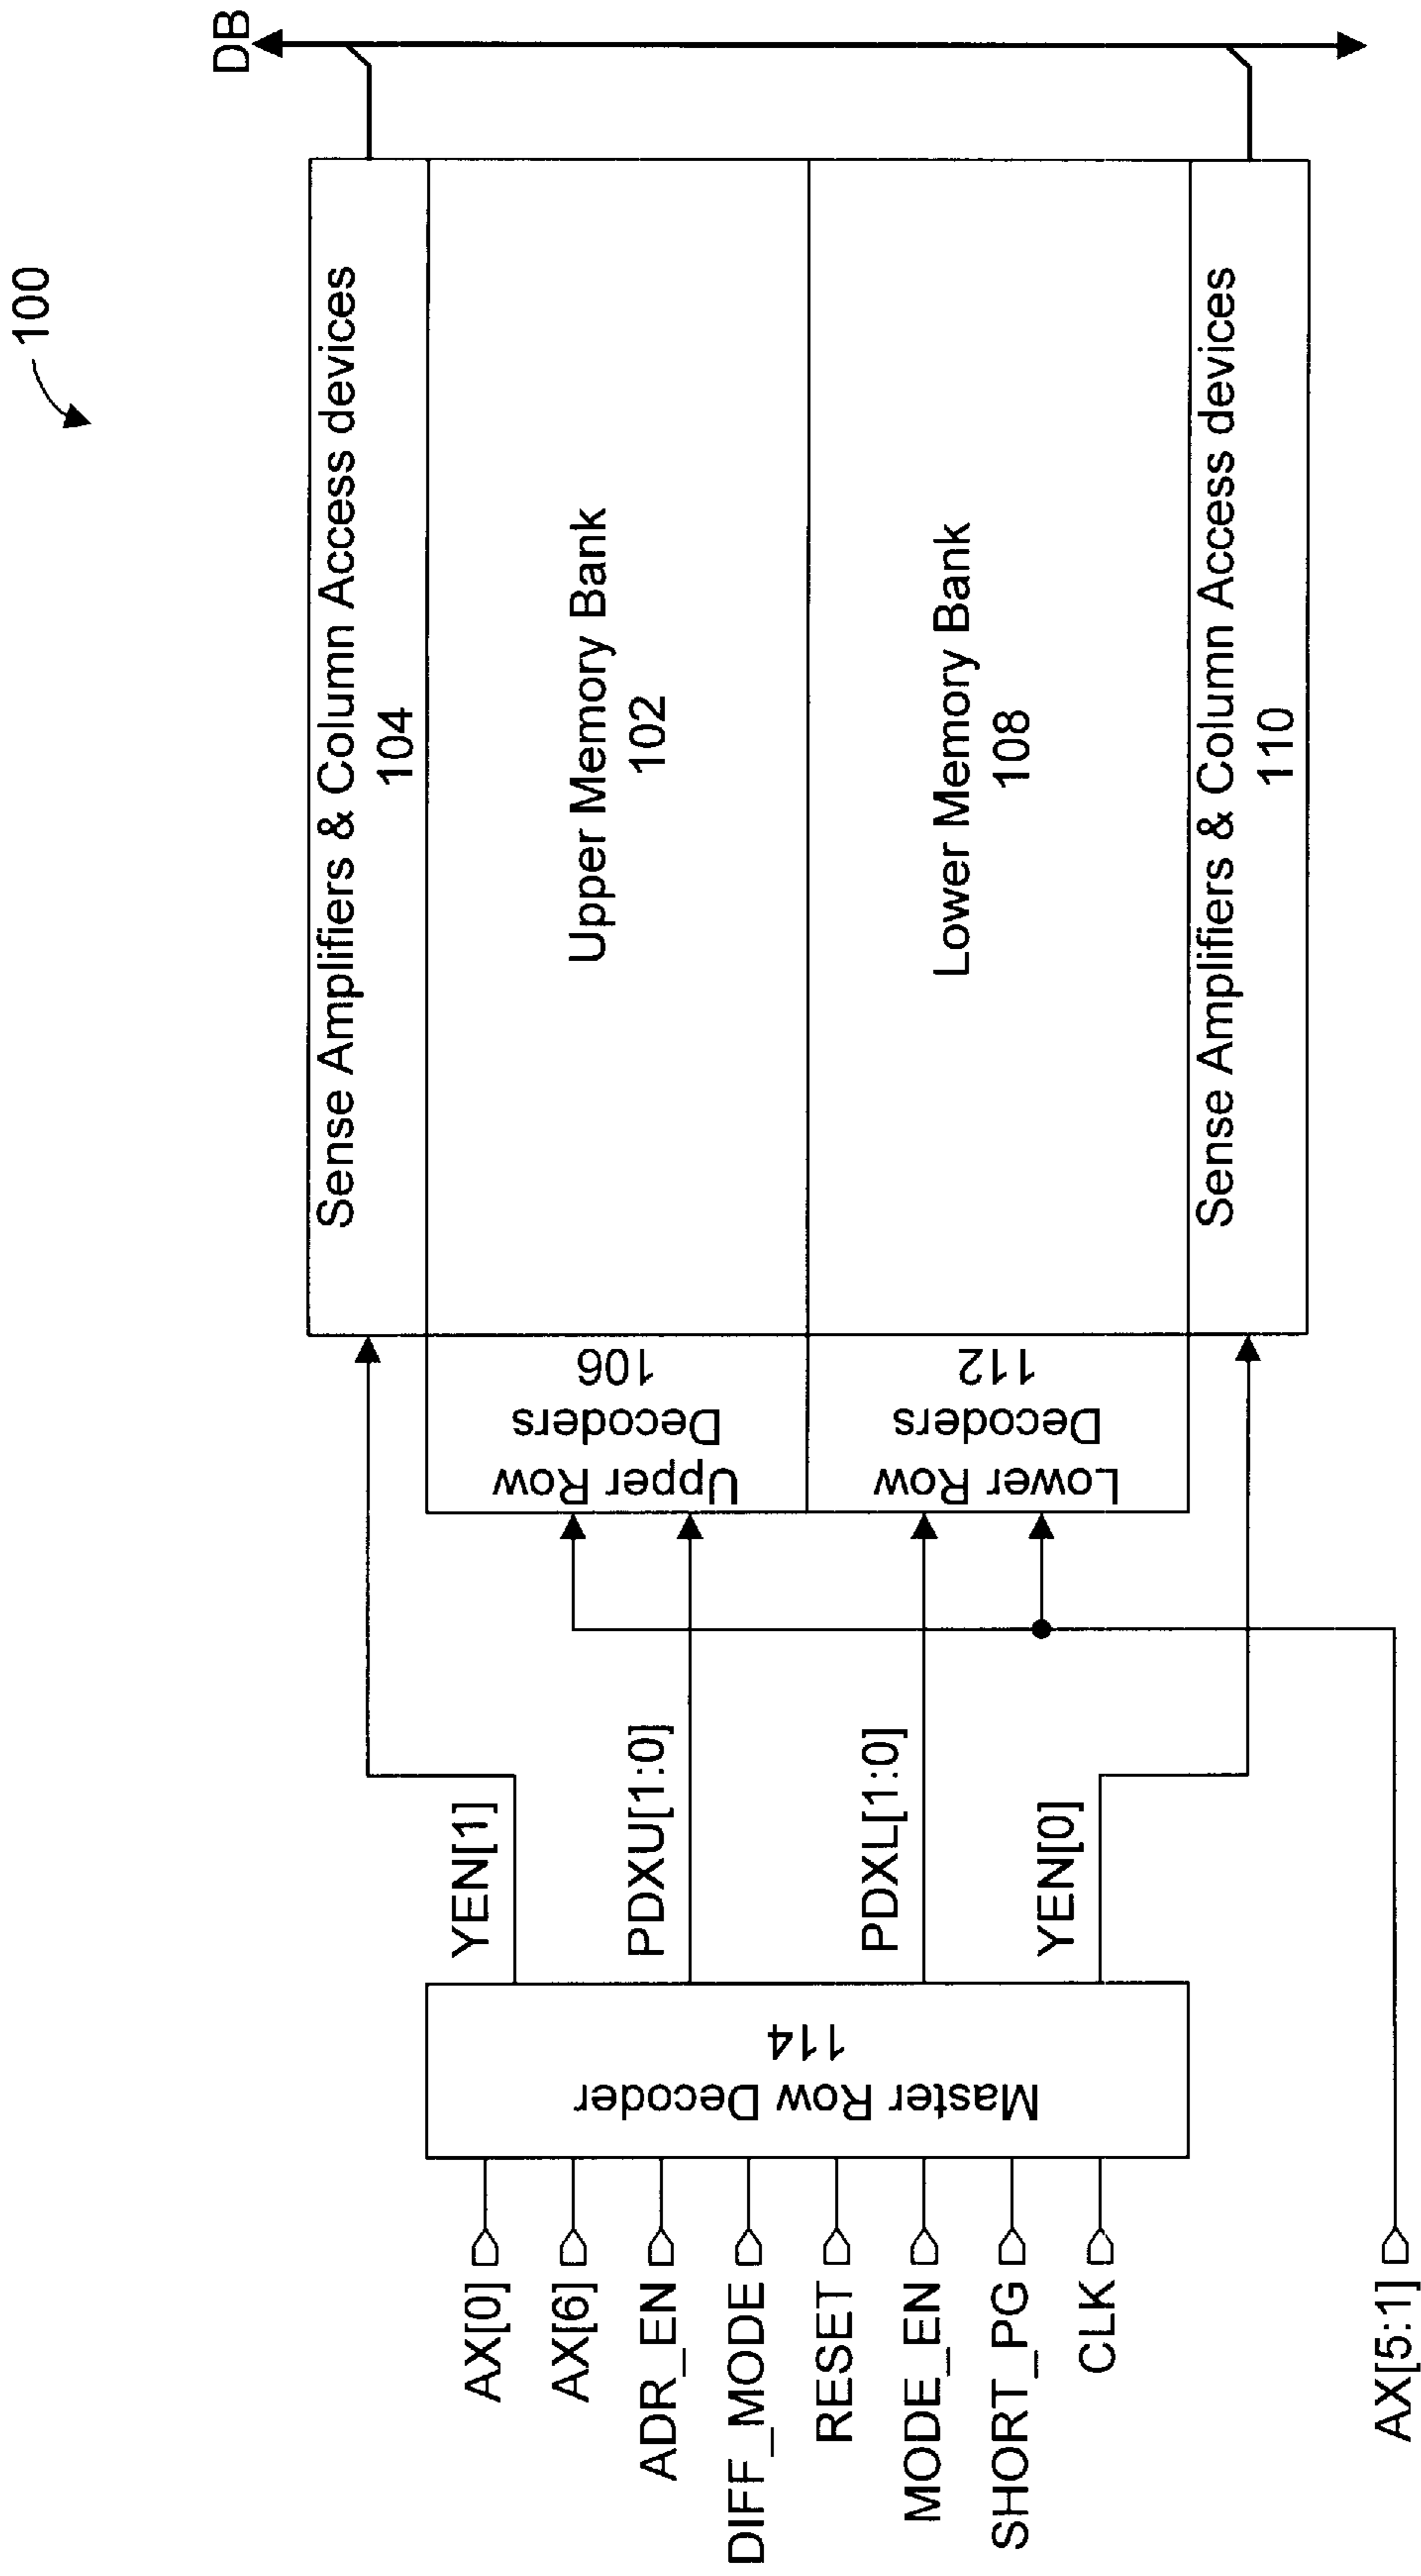 100
DB
Sense Amplifiers & Column Access devices
104
Upper Memory Bank
102
Lower Memory Bank
108
Sense Amplifiers & Column Access devices
110
Upper Row
Decoders
106
Lower Row
Decoders
112
YEN[1]
PDXU[1:0]
PDXL[1:0]
YEN[0]
Master Row Decoder
114
AX[0]
AX[6]
ADR_EN
DIFF_MODE
RESET
MODE_EN
SHORT_PG
CLK
AX[5:1]